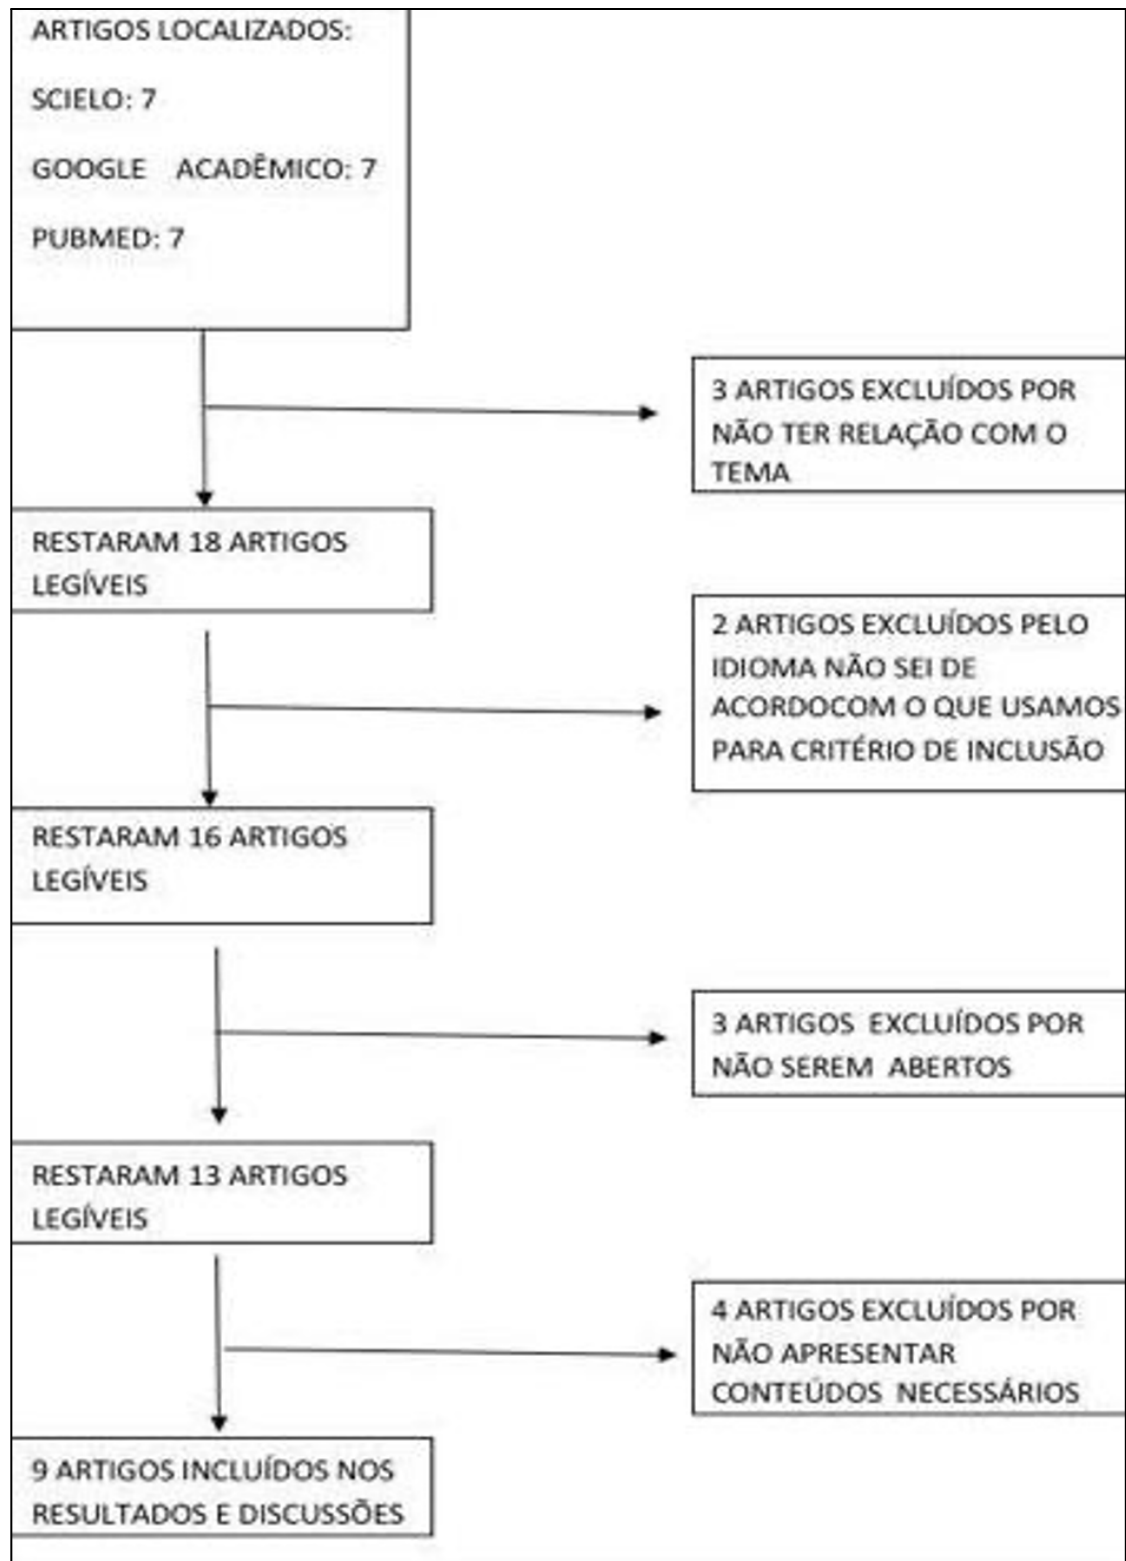 ARTIGOS LOCALIZADOS:
SCIELO: 7
GOOGLE ACADÊMICO: 7
PUBMED: 7
3 ARTIGOS EXCLUÍDOS POR
NÃO TER RELAÇÃO COM O
TEMA
RESTARAM 18 ARTIGOS
LEGÍVEIS
2 ARTIGOS EXCLUÍDOS PELO
IDIOMA NÃO SEI DE
ACORDOCOM O QUE USAMOS
PARA CRITÉRIO DE INCLUSÃO
RESTARAM 16 ARTIGOS
LEGÍVEIS
3 ARTIGOS EXCLUÍDOS POR
NÃO SEREM ABERTOS
RESTARAM 13 ARTIGOS
LEGÍVEIS
4 ARTIGOS EXCLUÍDOS POR
NÃO APRESENTAR
CONTEÚDOS NECESSÁRIOS
9 ARTIGOS INCLUÍDOS NOS
RESULTADOS E DISCUSSÕES